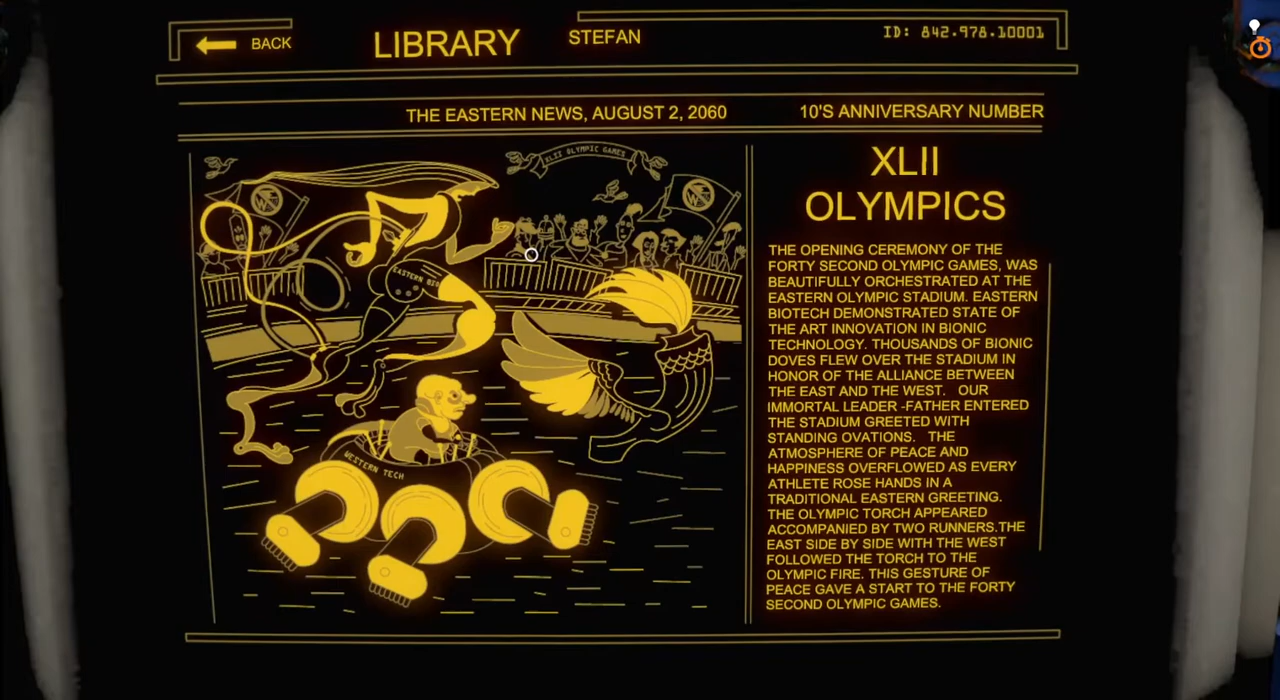 BACK
LIBRARY
STEFAN
ID: 842.978.10001
THE EASTERN NEWS, AUGUST 2, 2060
10'S ANNIVERSARY NUMBER
XLII OLYMPIC GAMES
EASTERN BIO
WESTERN TECH
XLII
OLYMPICS
THE OPENING CEREMONY OF THE
FORTY SECOND OLYMPIC GAMES, WAS
BEAUTIFULLY ORCHESTRATED AT THE
EASTERN OLYMPIC STADIUM. EASTERN
BIOTECH DEMONSTRATED STATE OF
THE ART INNOVATION IN BIONIC
TECHNOLOGY. THOUSANDS OF BIONIC
DOVES FLEW OVER THE STADIUM IN
HONOR OF THE ALLIANCE BETWEEN
THE EAST AND THE WEST. OUR
IMMORTAL LEADER -FATHER ENTERED
THE STADIUM GREETED WITH
STANDING OVATIONS. THE
ATMOSPHERE OF PEACE AND
HAPPINESS OVERFLOWED AS EVERY
ATHLETE ROSE HANDS IN A
TRADITIONAL EASTERN GREETING.
THE OLYMPIC TORCH APPEARED
ACCOMPANIED BY TWO RUNNERS.THE
EAST SIDE BY SIDE WITH THE WEST
FOLLOWED THE TORCH TO THE
OLYMPIC FIRE. THIS GESTURE OF
PEACE GAVE A START TO THE FORTY
SECOND OLYMPIC GAMES.